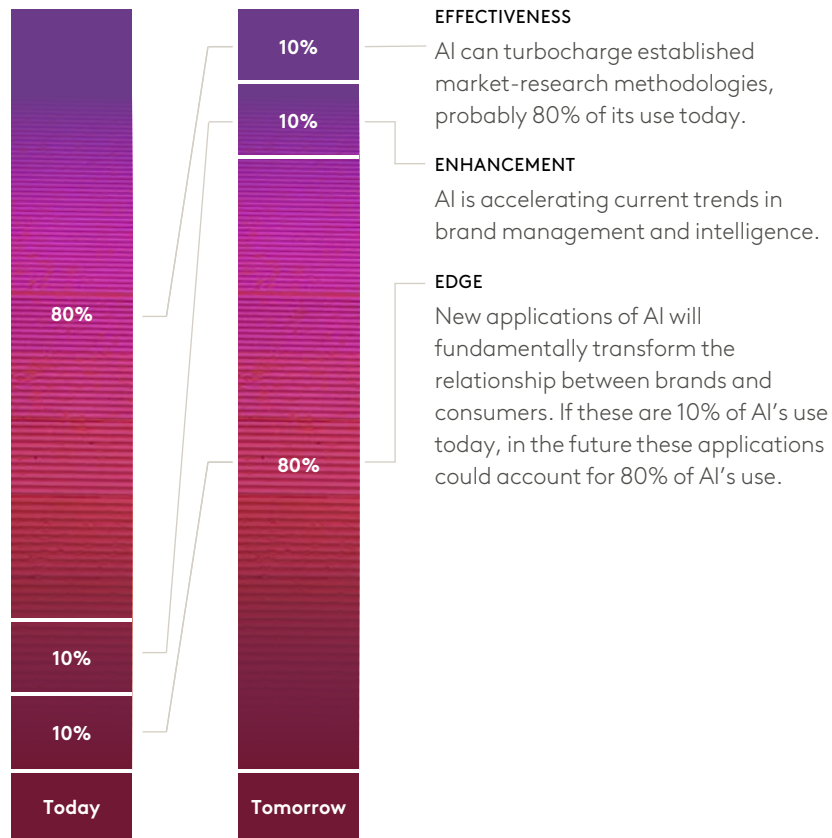 80%
10%
10%
Today
10%
10%
80%
Tomorrow
EFFECTIVENESS
AI can turbocharge established
market-research methodologies,
probably 80% of its use today.
ENHANCEMENT
AI is accelerating current trends in
brand management and intelligence.
EDGE
New applications of AI will
fundamentally transform the
relationship between brands and
consumers. If these are 10% of AI’s use
today, in the future these applications
could account for 80% of AI’s use.